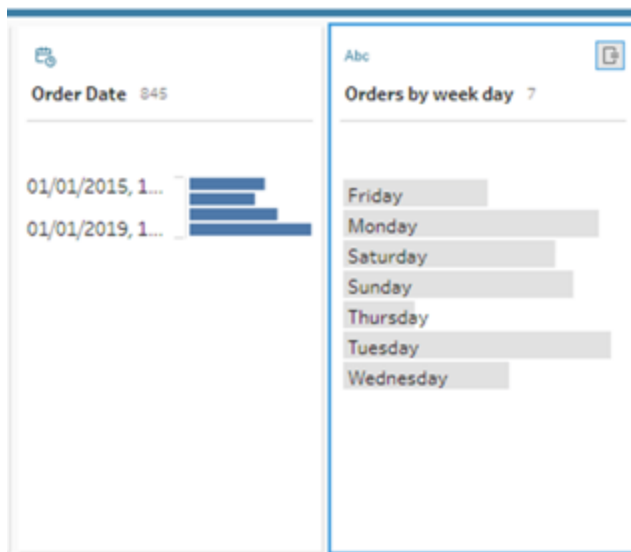 Order Date 845
01/01/2015, 1...
01/01/2019, 1...
Abc
Orders by week day 7
Friday
Monday
Saturday
Sunday
Thursday
Tuesday
Wednesday